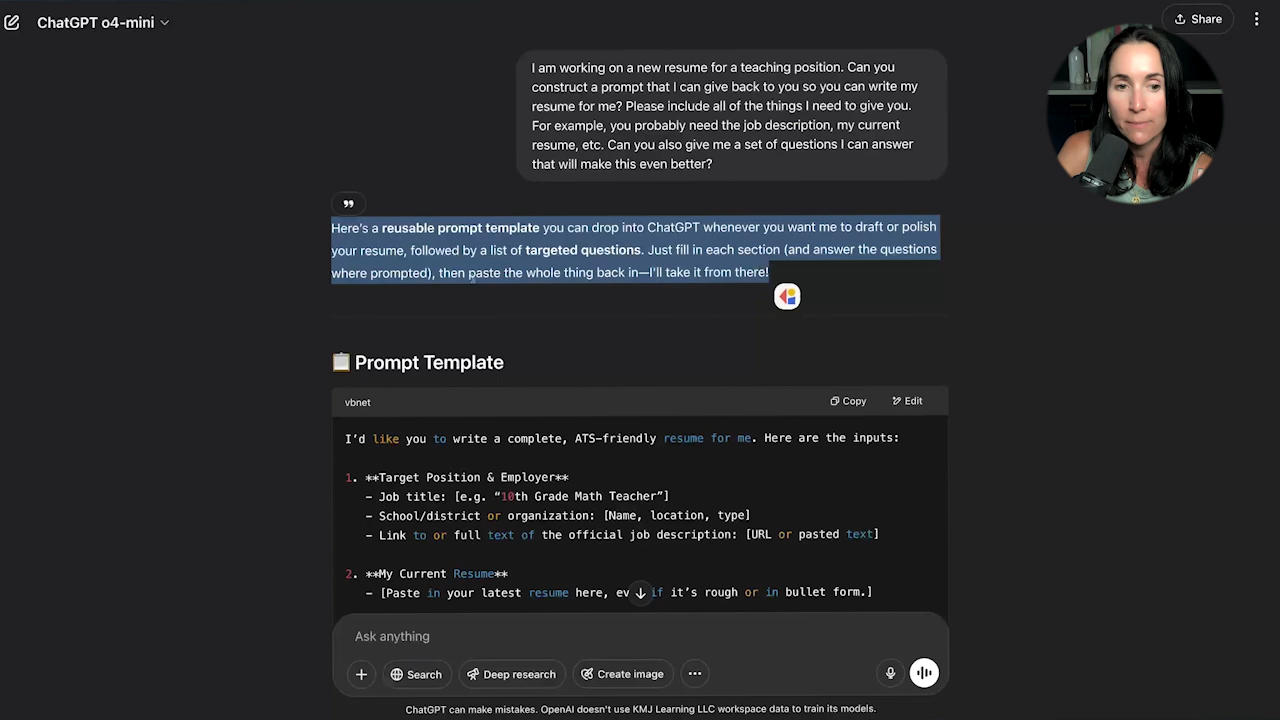 ChatGPT o4-mini
Share
I am working on a new resume for a teaching position. Can you
construct a prompt that I can give back to you so you can write my
resume for me? Please include all of the things I need to give you.
For example, you probably need the job description, my current
resume, etc. Can you also give me a set of questions I can answer
that will make this even better?
Here's a reusable prompt template you can drop into ChatGPT whenever you want me to draft or polish
your resume, followed by a list of targeted questions. Just fill in each section (and answer the questions
where prompted), then paste the whole thing back in—I'll take it from there!
📋 Prompt Template
vbnet
Copy
Edit
I'd like you to write a complete, ATS-friendly resume for me. Here are the inputs:
1. **Target Position & Employer**
– Job title: [e.g. “10th Grade Math Teacher”]
– School/district or organization: [Name, location, type]
– Link to or full text of the official job description: [URL or pasted text]
2. **My Current Resume**
– [Paste in your latest resume here, ev if it's rough or in bullet form.]
Ask anything
Search
Deep research
Create image
ChatGPT can make mistakes. OpenAI doesn't use KMJ Learning LLC workspace data to train its models.